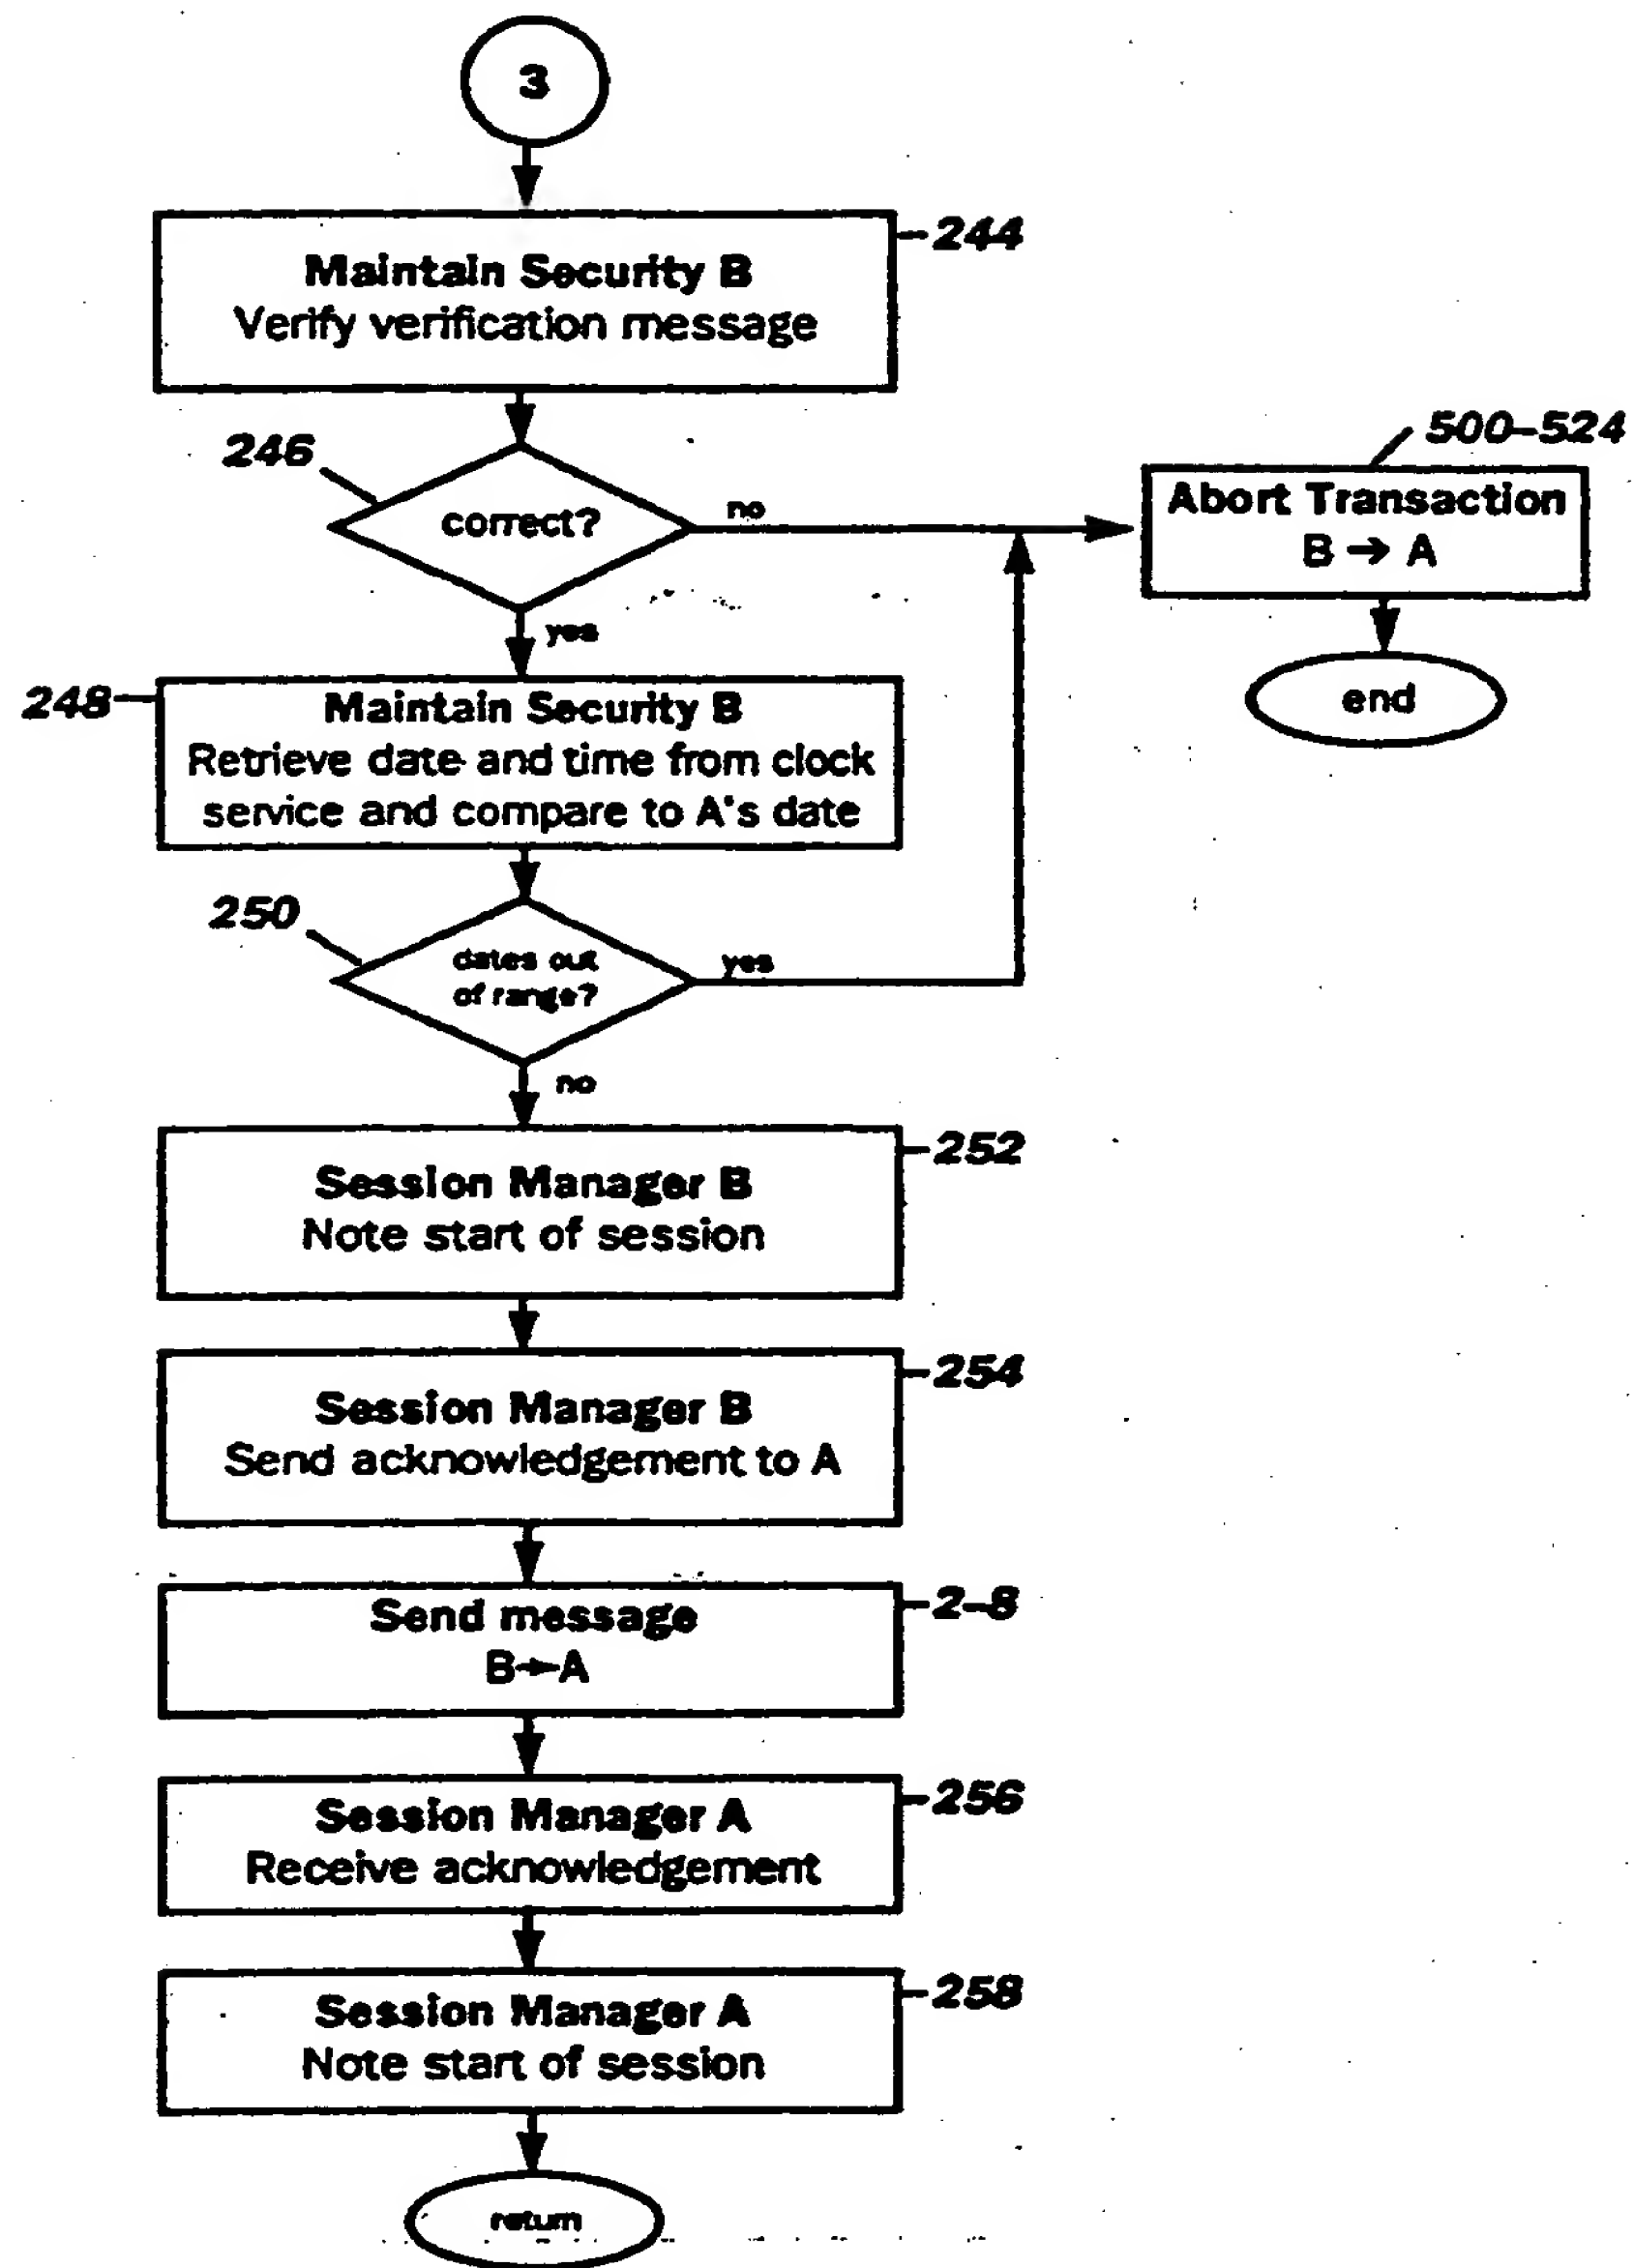 3
244
Maintain Security B
Verify verification message
246
correct?
no
yes
500-524
Abort Transaction
B → A
end
248
Maintain Security B
Retrieve date and time from clock
service and compare to A's date
250
dates out
of range?
yes
no
252
Session Manager B
Note start of session
254
Session Manager B
Send acknowledgement to A
2-8
Send message
B→A
256
Session Manager A
Receive acknowledgement
258
Session Manager A
Note start of session
return